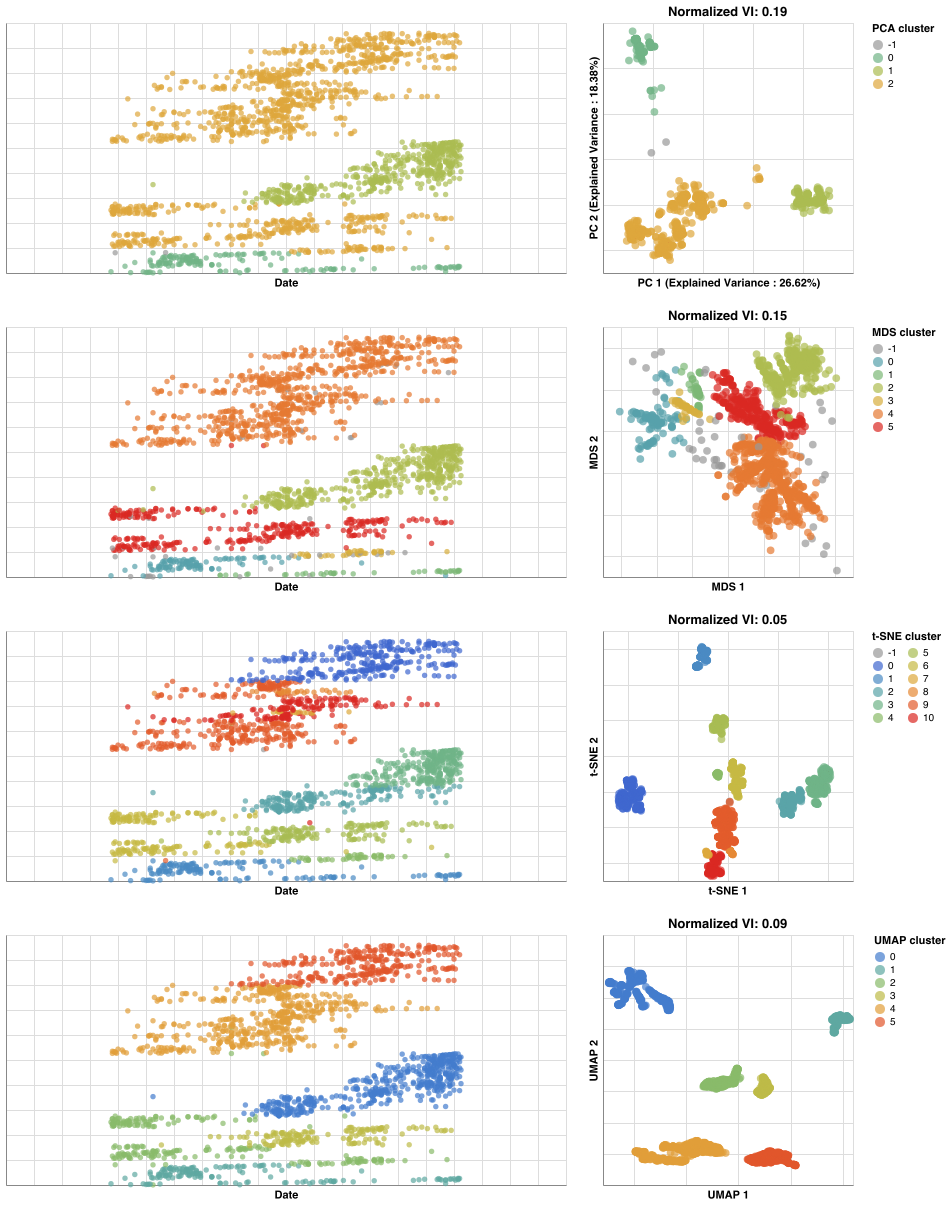 Normalized VI: 0.19
PC 2 (Explained Variance : 18.38%)
Date
PC 1 (Explained Variance : 26.62%)
PCA cluster
-1
0
1
2
Normalized VI: 0.15
MDS 2
Date
MDS 1
MDS cluster
-1
0
1
2
3
4
5
Normalized VI: 0.05
t-SNE 2
Date
t-SNE 1
t-SNE cluster
-1 5
0 6
1 7
2 8
3 9
4 10
Normalized VI: 0.09
UMAP 2
Date
UMAP 1
UMAP cluster
0
1
2
3
4
5